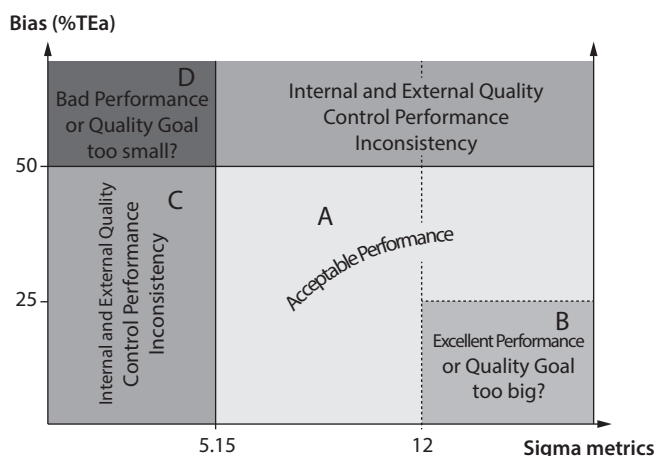 Bias (%TEa)
D
Bad Performance
or Quality Goal
too small?
Internal and External Quality
Control Performance
Inconsistency
50
C
Internal and External Quality
Control Performance
Inconsistency
A
Acceptable Performance
25
B
Excellent Performance
or Quality Goal
too big?
5.15
12
Sigma metrics